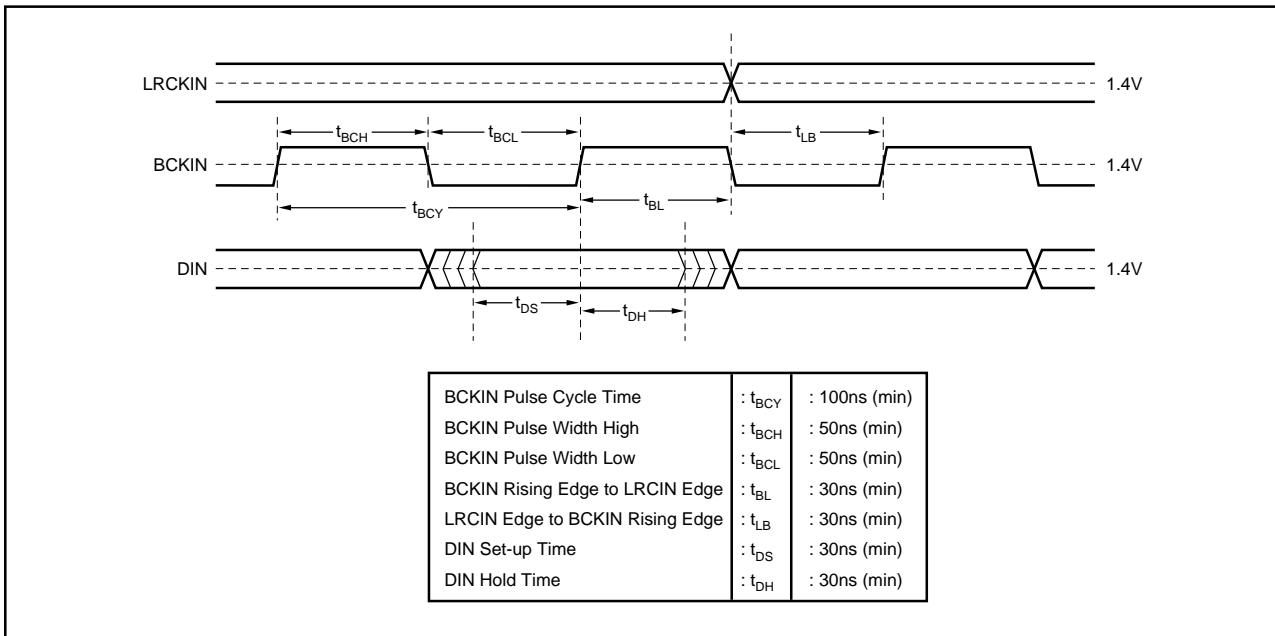 LRCKIN
1.4V
tBCH
tBCL
tLB
BCKIN
1.4V
tBCY
tBL
DIN
1.4V
tDS
tDH
BCKIN Pulse Cycle Time : tBCY : 100ns (min)
BCKIN Pulse Width High : tBCH : 50ns (min)
BCKIN Pulse Width Low : tBCL : 50ns (min)
BCKIN Rising Edge to LRCIN Edge : tBL : 30ns (min)
LRCIN Edge to BCKIN Rising Edge : tLB : 30ns (min)
DIN Set-up Time : tDS : 30ns (min)
DIN Hold Time : tDH : 30ns (min)